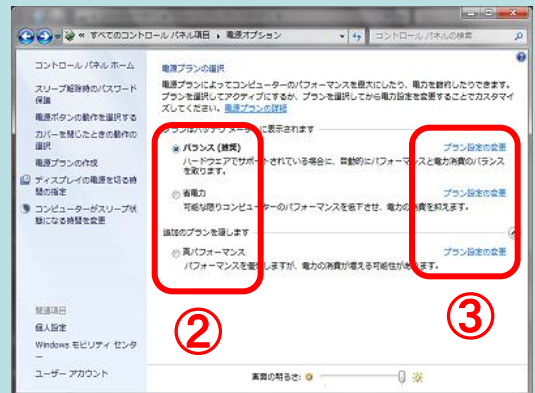 « すべてのコントロール パネル項目 ▸ 電源オプション
コントロール パネルの検索
コントロール パネル ホーム
スリープ解除時のパスワード
保護
電源ボタンの動作を選択する
カバーを閉じたときの動作の
選択
電源プランの作成
ディスプレイの電源を切る時
間の指定
コンピューターがスリープ状
態になる時間を変更
関連項目
個人設定
Windows モビリティ センタ
ー
ユーザー アカウント
電源プランの選択
電源プランによってコンピューターのパフォーマンスを最大にしたり、電力を節約したりできます。
プランを選択してアクティブにするか、プランを選択してから電力設定を変更することでカスタマイ
ズしてください。電源プランの詳細
プランはバッテリ メーターに表示されます
バランス (推奨) プラン設定の変更
ハードウェアでサポートされている場合に、自動的にパフォーマンスと電力消費のバランス
を取ります。
省電力 プラン設定の変更
可能な限りコンピューターのパフォーマンスを低下させ、電力の消費を抑えます。
追加のプランを隠します
高パフォーマンス プラン設定の変更
パフォーマンスを優先しますが、電力の消費が増える可能性があります。
② ③
画面の明るさ: